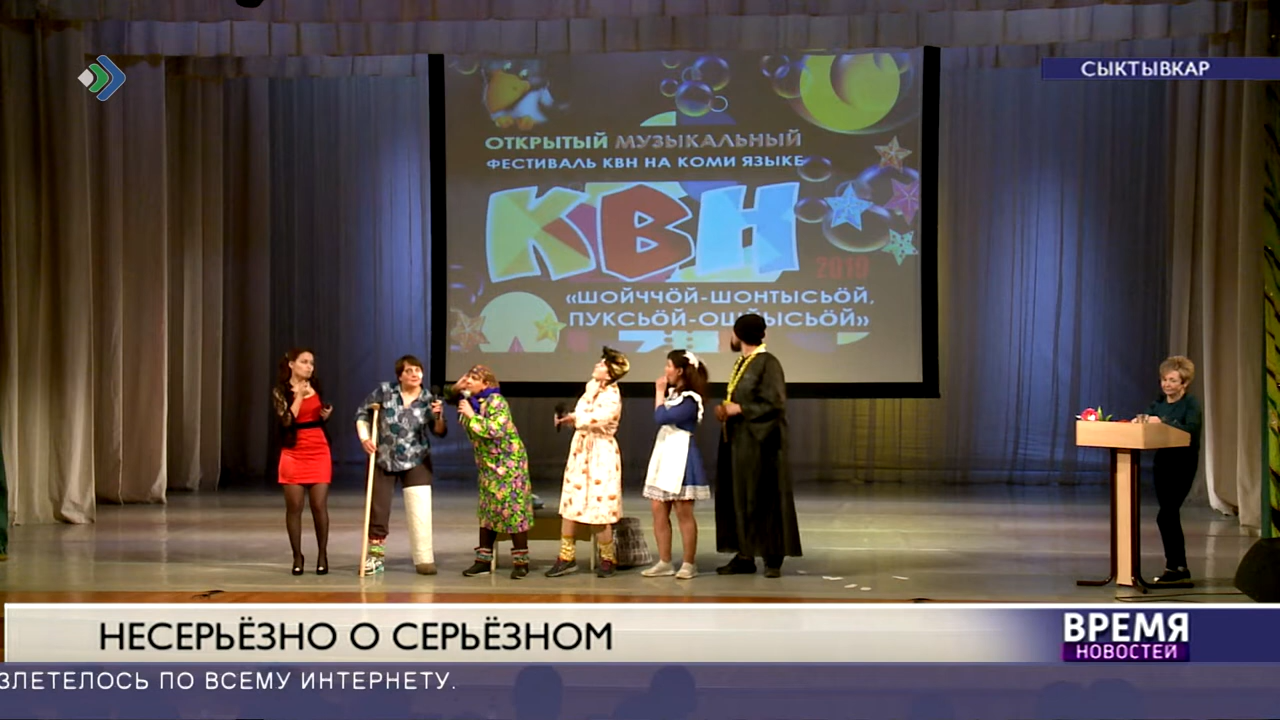 СЫКТЫВКАР
ОТКРЫТЫЙ МУЗЫКАЛЬНЫЙ
ФЕСТИВАЛЬ КВН НА КОМИ ЯЗЫКЕ
КВН
«ШОЙЧЧӦЙ-ШОНТЫСЬӦЙ,
ПУКСЬӦЙ-ОШЙЫСЬӦЙ»
НЕСЕРЬЁЗНО О СЕРЬЁЗНОМ
ВРЕМЯ
НОВОСТЕЙ
ЗЛЕТЕЛОСЬ ПО ВСЕМУ ИНТЕРНЕТУ.